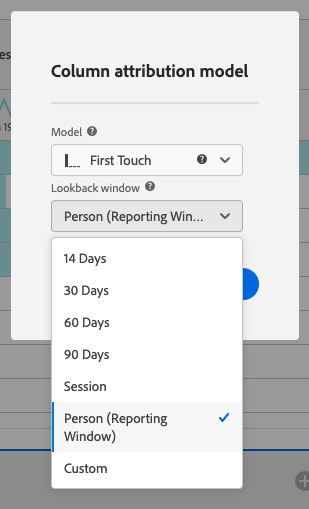 es
Column attribution model
Model ?
First Touch ?
Lookback window ?
Person (Reporting Win...
14 Days
30 Days
60 Days
90 Days
Session
Person (Reporting
Window)
Custom